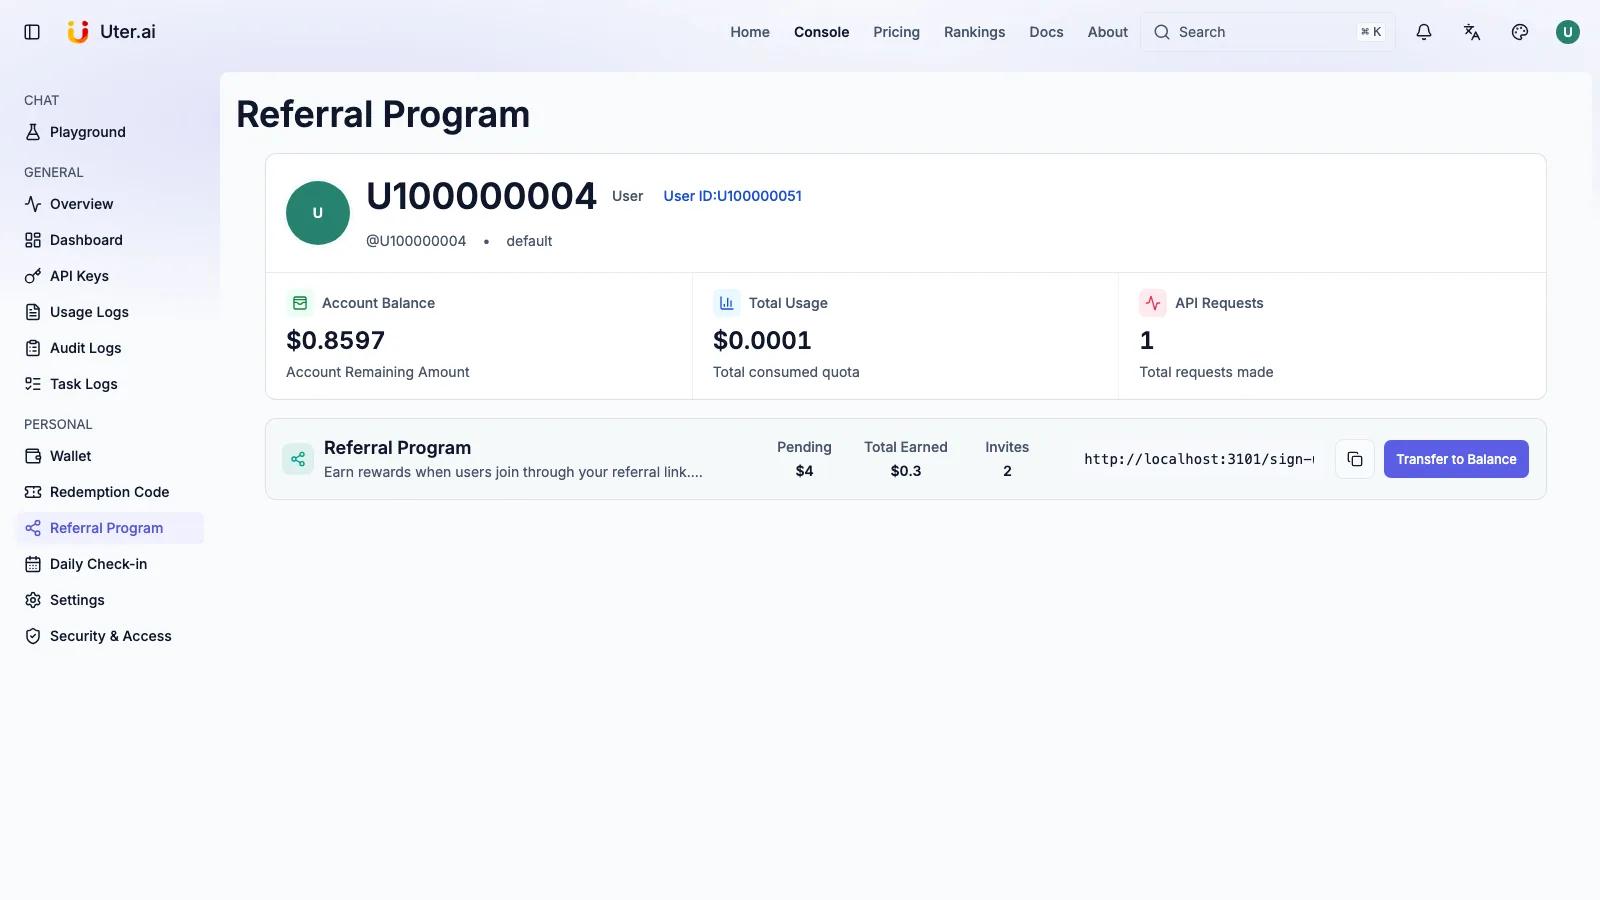 Uter.ai
Home
Console
Pricing
Rankings
Docs
About
Search
⌘ K
U
CHAT
Playground
GENERAL
Overview
Dashboard
API Keys
Usage Logs
Audit Logs
Task Logs
PERSONAL
Wallet
Redemption Code
Referral Program
Daily Check-in
Settings
Security & Access
Referral Program
U
U100000004 User User ID:U100000051
@U100000004 • default
Account Balance
$0.8597
Account Remaining Amount
Total Usage
$0.0001
Total consumed quota
API Requests
1
Total requests made
Referral Program
Earn rewards when users join through your referral link....
Pending
$4
Total Earned
$0.3
Invites
2
http://localhost:3101/sign-
Transfer to Balance